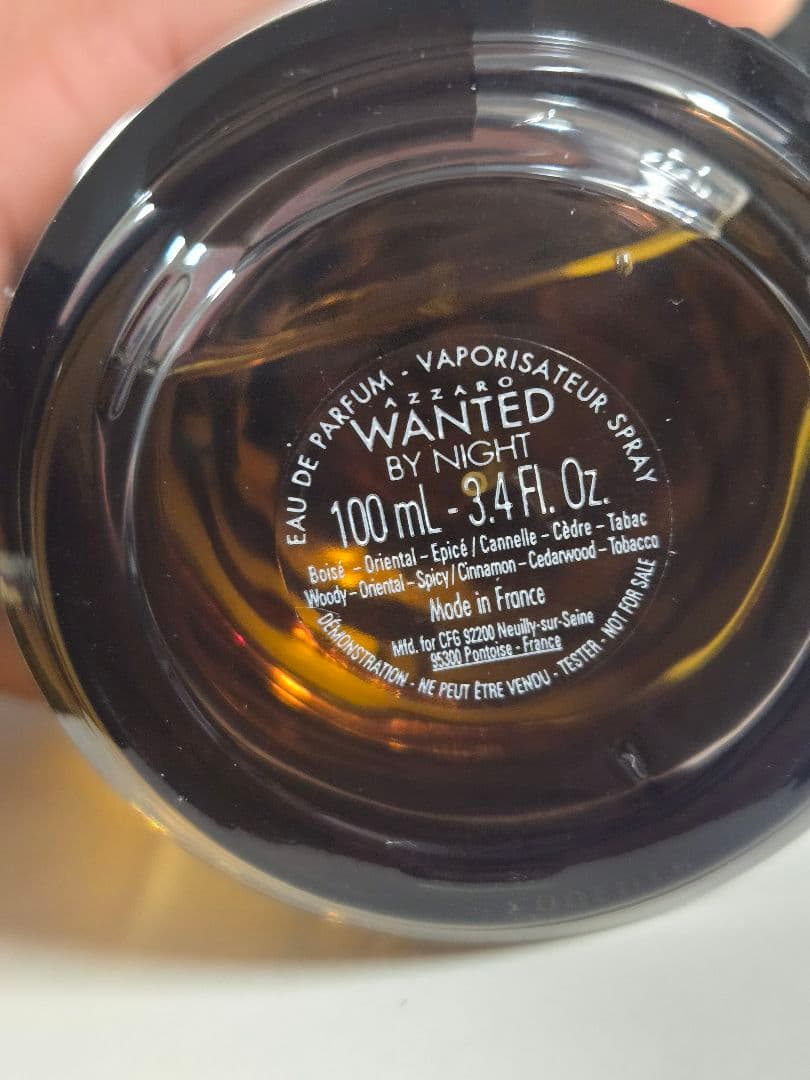 EAU DE PARFUM - VAPORISATEUR SPRAY
AZZARO
WANTED
BY NIGHT
100 mL - 3.4 Fl. Oz.
Boisé - Oriental - Epicé / Cannelle - Cèdre - Tabac
Woody - Oriental - Spicy / Cinnamon - Cedarwood - Tobacco
Made in France
Mfd. for CFG 92200 Neuilly-sur-Seine
95300 Pontoise - France
DÉMONSTRATION - NE PEUT ÊTRE VENDU - TESTER - NOT FOR SALE